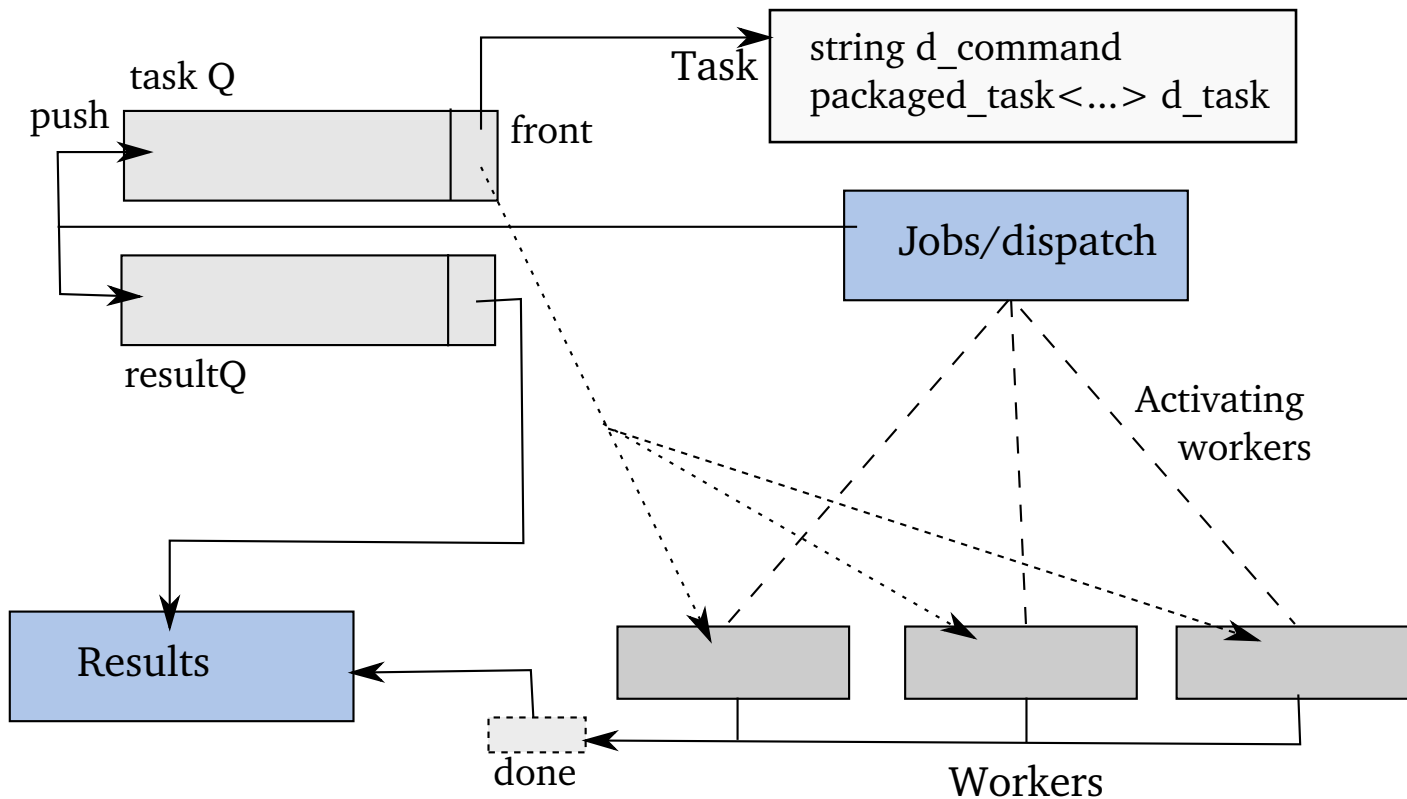 task Q
push
front
Task
string d_command
packaged_task<...> d_task
Jobs/dispatch
resultQ
Activating
workers
Results
done
Workers